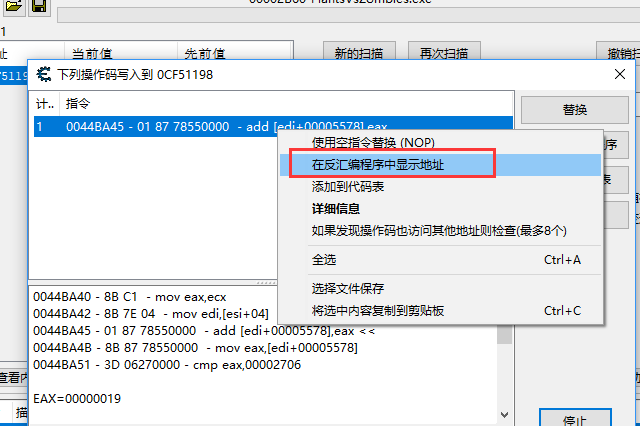 00002B30-PlantsVsZombies.exe
当前值
先前值
新的扫描
再次扫描
撤销扫
下列操作码写入到 0CF51198
计..
指令
替换
1
0044BA45 - 01 87 78550000 - add [edi+00005578],eax
使用空指令替换 (NOP)
在反汇编程序中显示地址
序
添加到代码表
表
详细信息
如果发现操作码也访问其他地址则检查(最多8个)
全选
Ctrl+A
选择文件保存
将选中内容复制到剪贴板
Ctrl+C
0044BA40 - 8B C1 - mov eax,ecx
0044BA42 - 8B 7E 04 - mov edi,[esi+04]
0044BA45 - 01 87 78550000 - add [edi+00005578],eax <<
0044BA4B - 8B 87 78550000 - mov eax,[edi+00005578]
0044BA51 - 3D 06270000 - cmp eax,00002706
查看内
EAX=00000019
描
停止